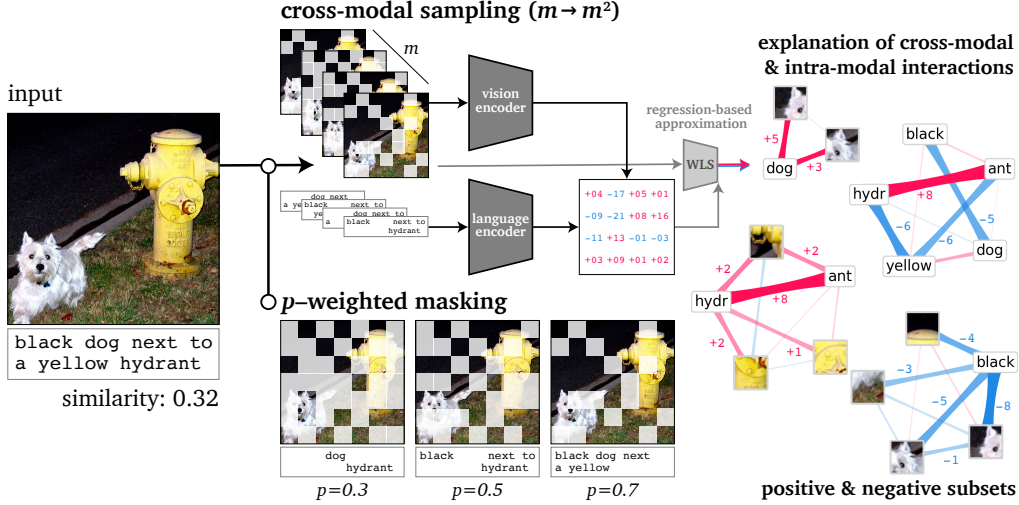 cross-modal sampling (m → m²)
input
black dog next to
a yellow hydrant
similarity: 0.32
m
dog next
a ye
black next to
ye
dog next to
a
black next to
hydrant
vision
encoder
language
encoder
regression-based
approximation
WLS
+04 -17 +05 +01
-09 -21 +08 +16
-11 +13 -01 -03
+03 +09 +01 +02
p-weighted masking
dog
hydrant
p=0.3
black next to
hydrant
p=0.5
black dog next
a yellow
p=0.7
explanation of cross-modal
& intra-modal interactions
+5
dog
+3
black
ant
hydr
+8
-5
-6
-6
dog
yellow
+2
+2
ant
hydr
+8
+2
+1
-4
black
-3
-5
-8
-1
positive & negative subsets